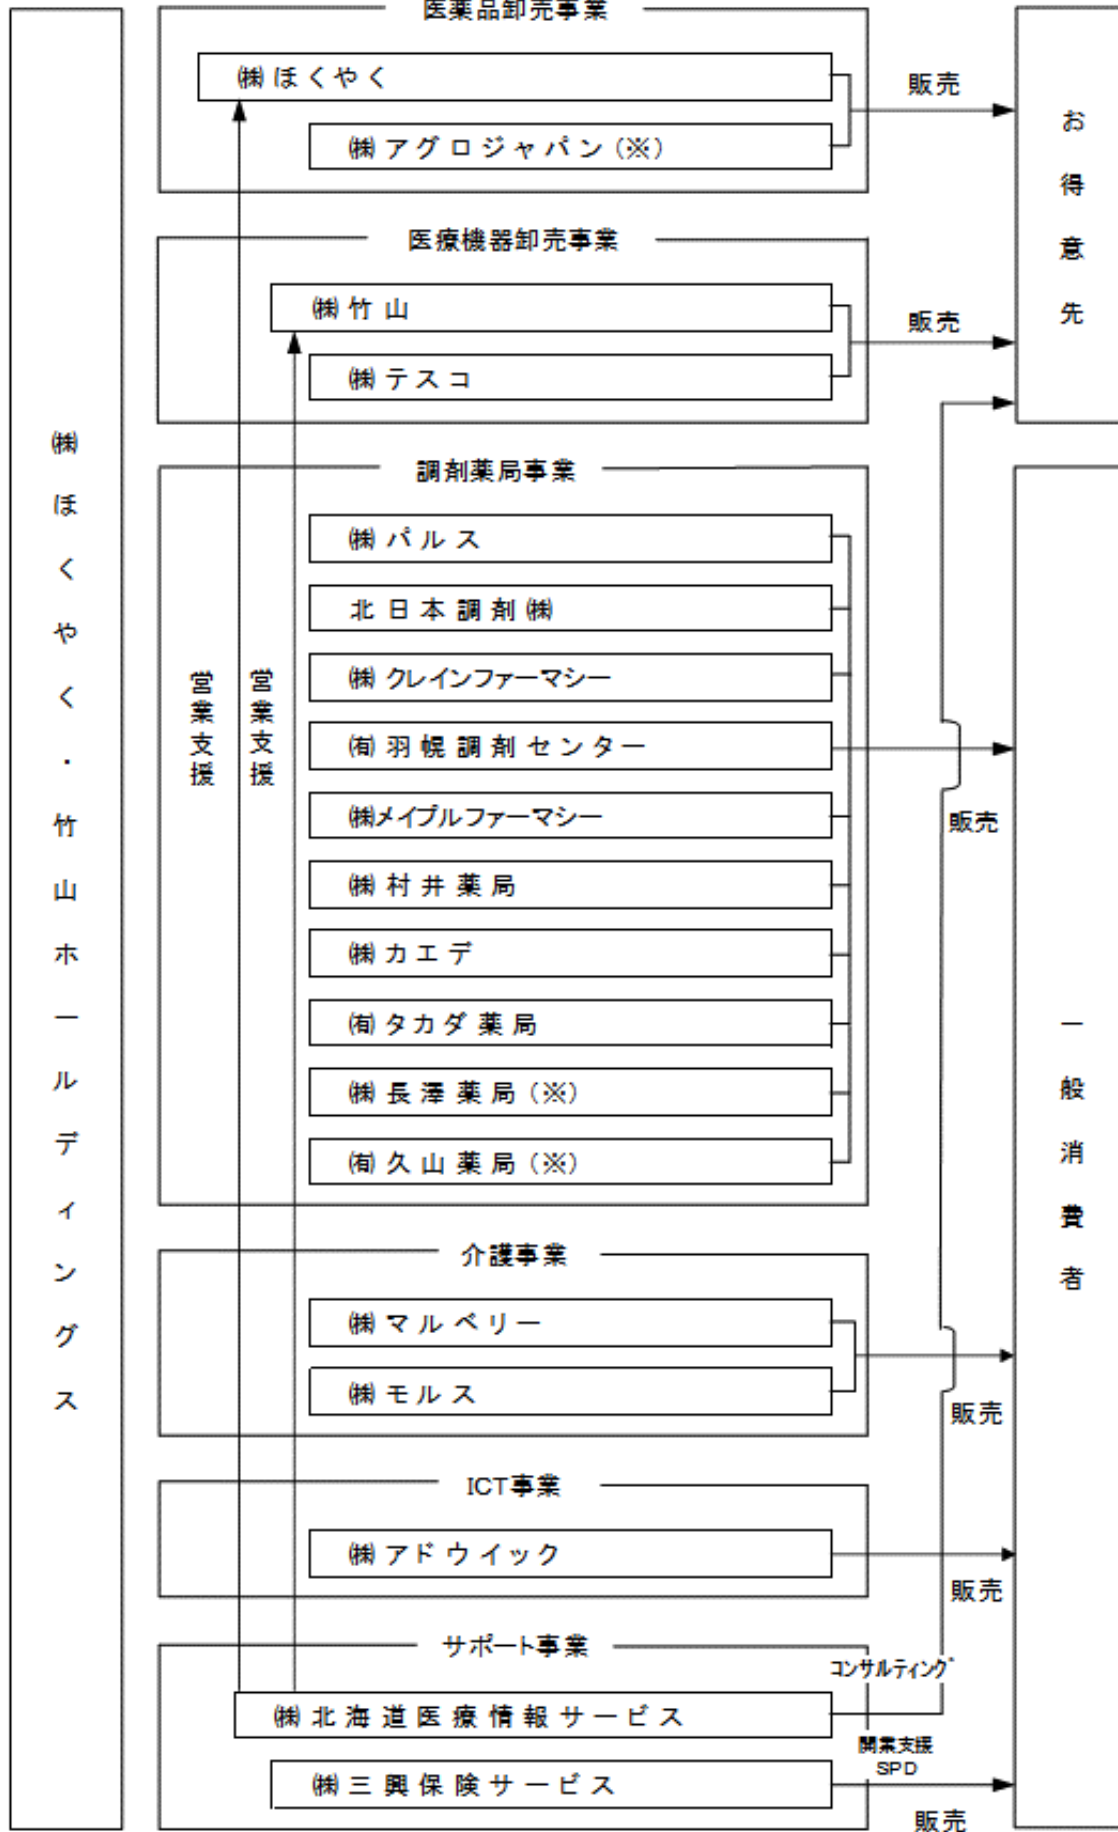 ㈱ほくやく・竹山ホールディングス
医薬品卸売事業
㈱ほくやく
㈱アグロジャパン(※)
販売
お得意先
医療機器卸売事業
㈱竹山
㈱テスコ
販売
調剤薬局事業
㈱パルス
北日本調剤㈱
㈱クレインファーマシー
㈲羽幌調剤センター
㈱メイプルファーマシー
㈱村井薬局
㈱カエデ
㈲タカダ薬局
㈱長澤薬局(※)
㈲久山薬局(※)
営業支援
営業支援
販売
一般消費者
介護事業
㈱マルベリー
㈱モルス
販売
ICT事業
㈱アドウイック
販売
サポート事業
コンサルティング
㈱北海道医療情報サービス
開業支援
SPD
㈱三興保険サービス
販売